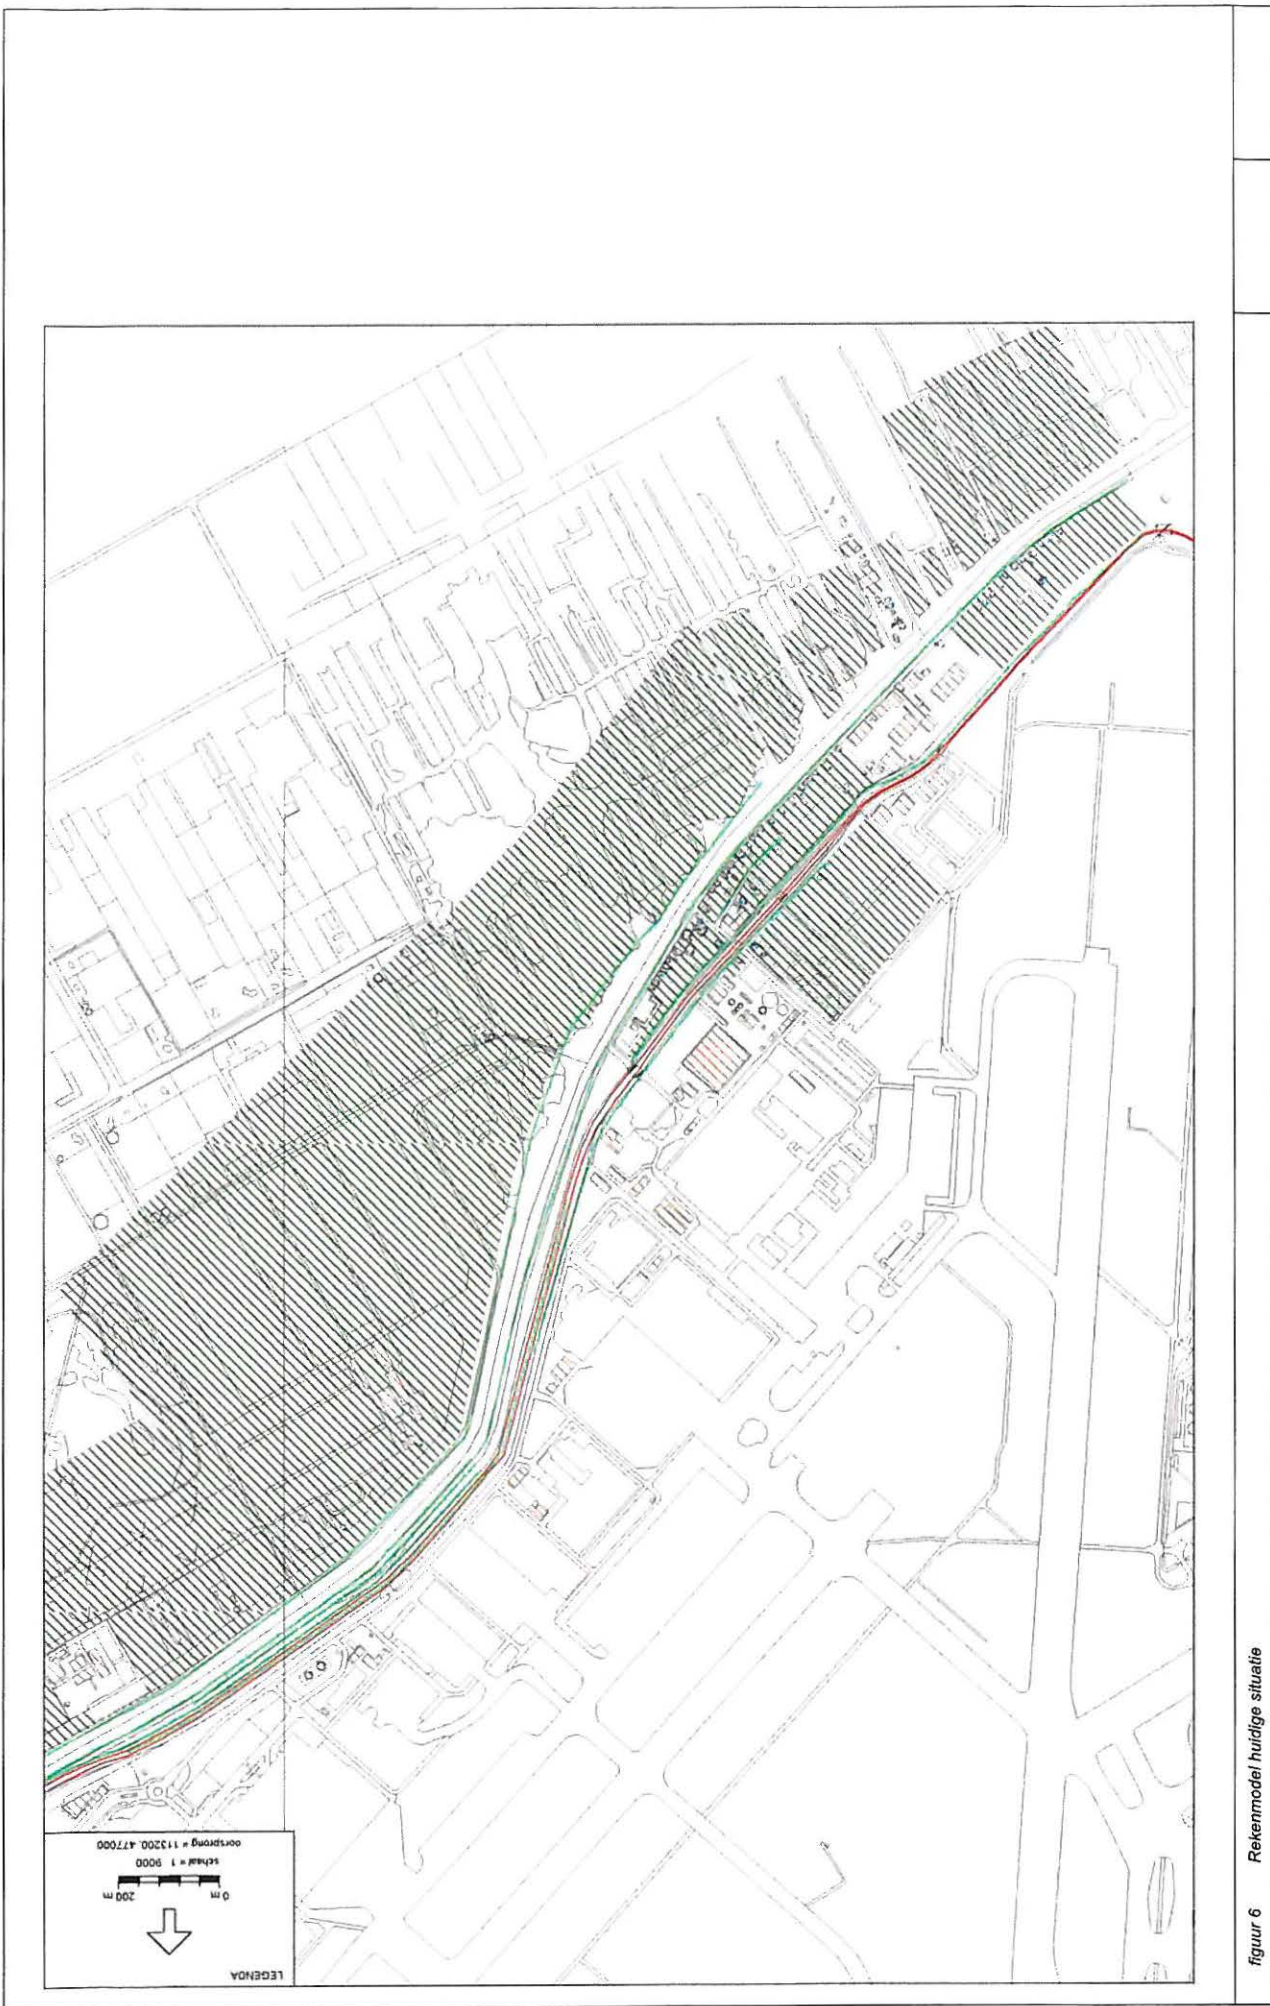 LEGENDA
0 m 200 m
schaal = 1 9000
oorsprong = 113200, 477000
figuur 6 Rekenmodel huidige situatie